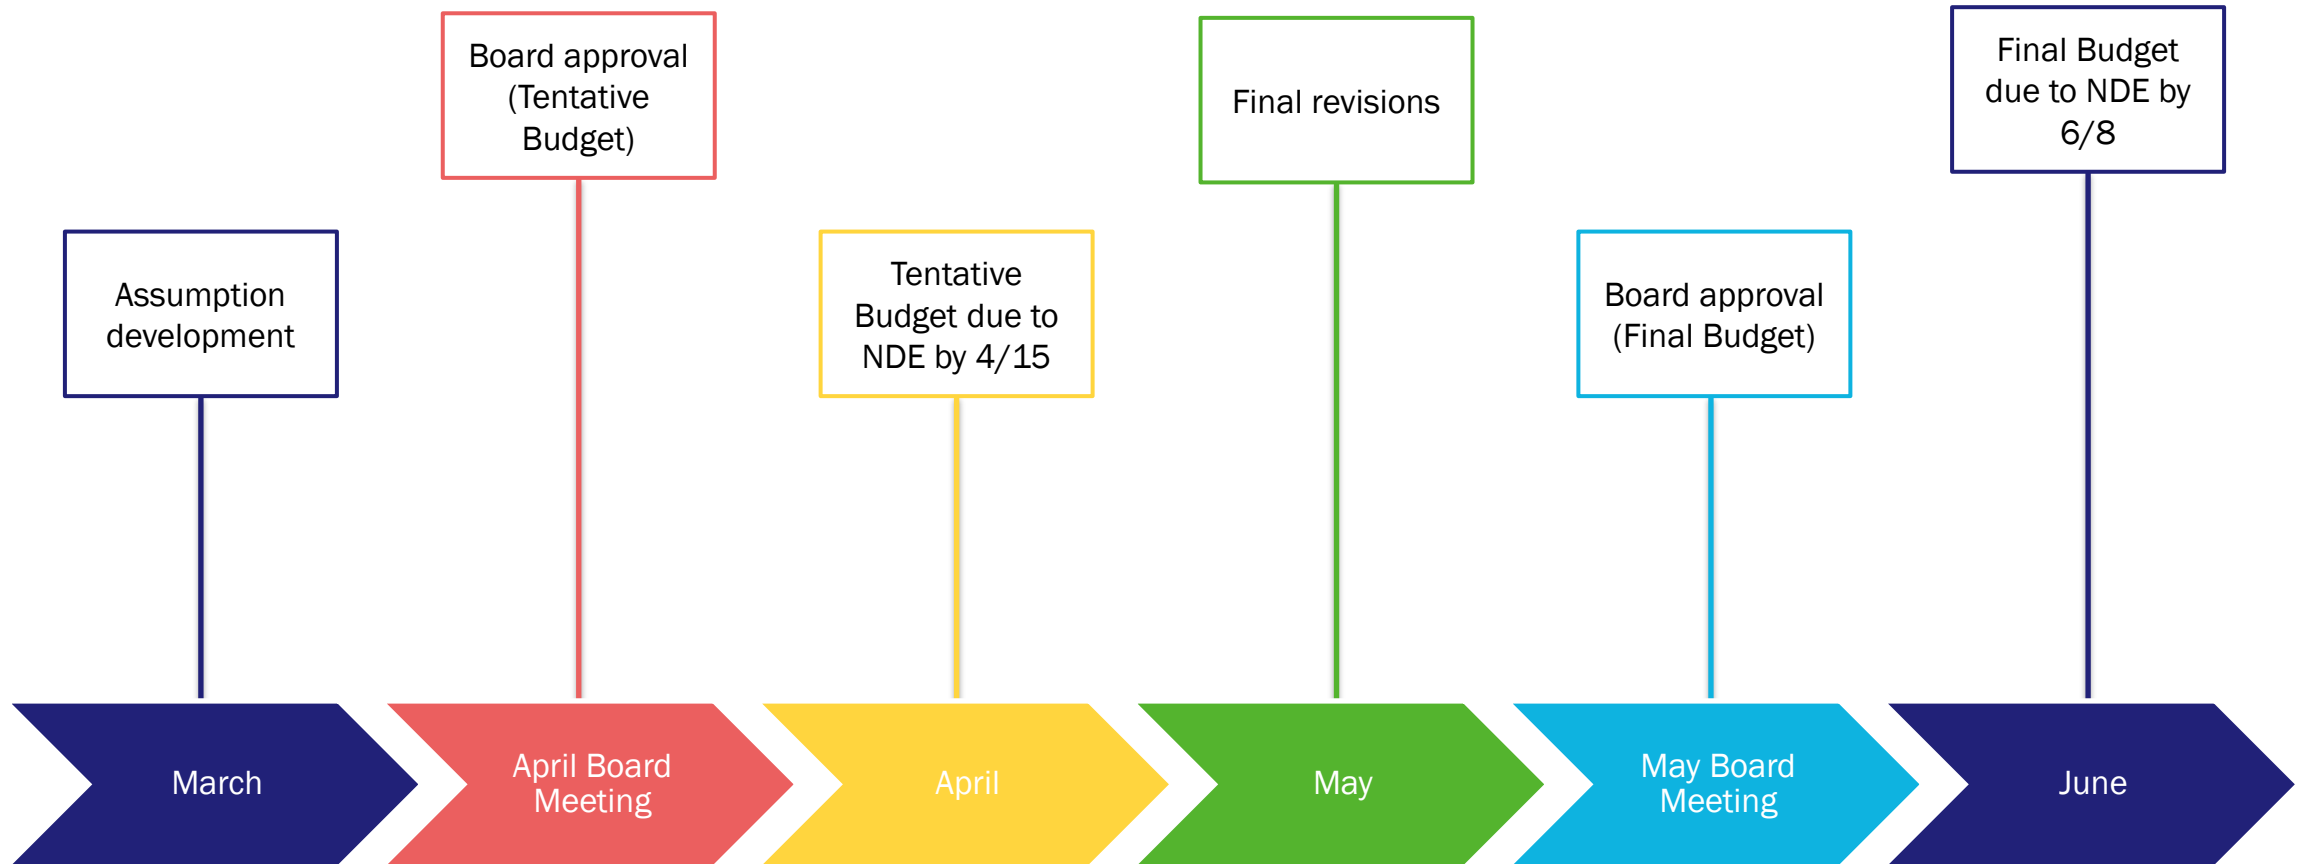 Assumption
development
Board approval
(Tentative
Budget)
Tentative
Budget due to
NDE by 4/15
Final revisions
Board approval
(Final Budget)
Final Budget
due to NDE by
6/8
March
April Board
Meeting
April
May
May Board
Meeting
June